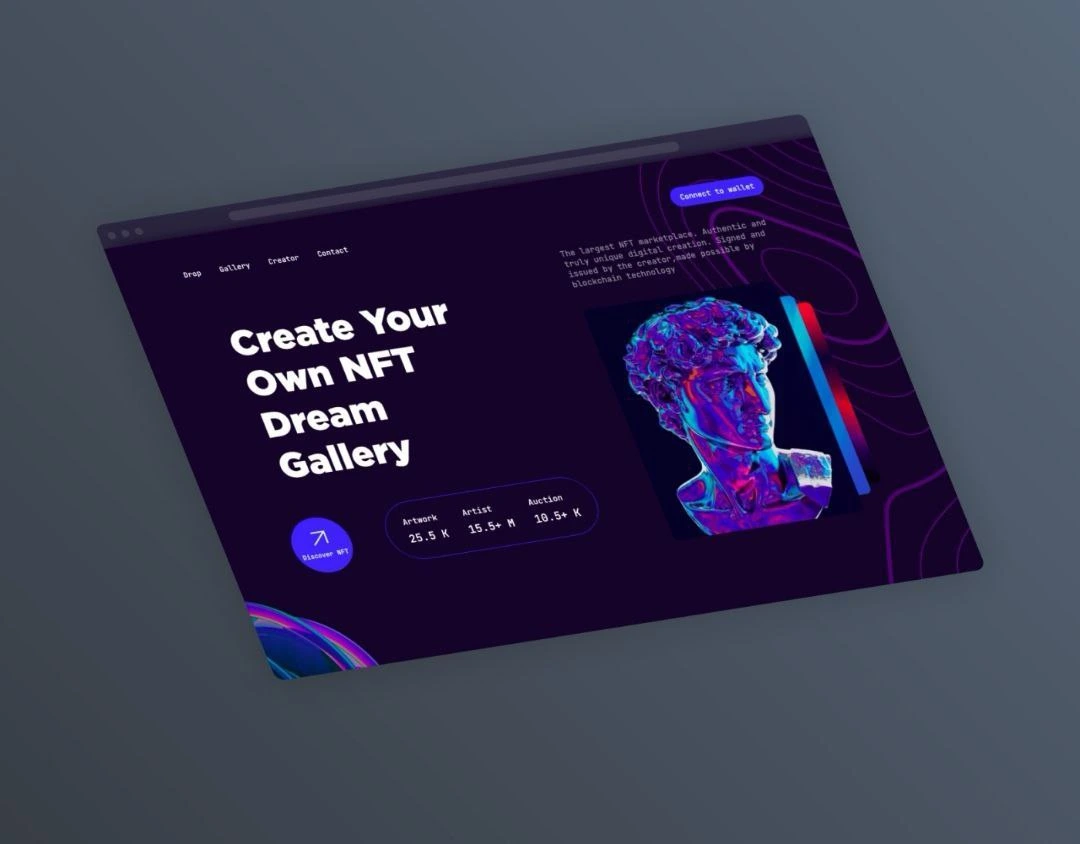 Connect to wallet
Drop Gallery Creator Contact
The largest NFT marketplace. Authentic and
truly unique digital creation. Signed and
issued by the creator,made possible by
blockchain technology
Create Your
Own NFT
Dream
Gallery
Discover NFT
Artwork Artist Auction
25.5 K 15.5+ M 10.5+ K